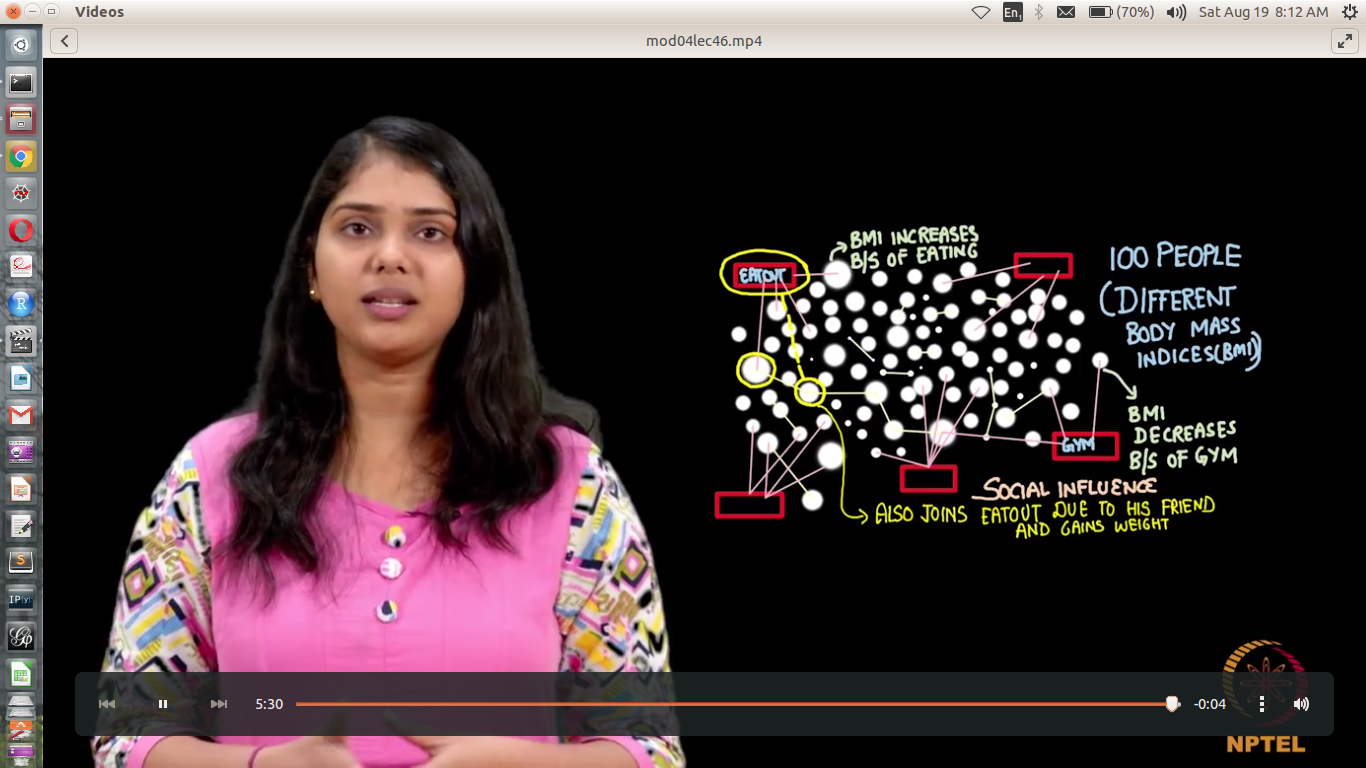 Videos
En1
(70%)
Sat Aug 19 8:12 AM
mod04lec46.mp4
BMI INCREASES
B/S OF EATING
EATOUT
100 PEOPLE
(DIFFERENT
BODY MASS
INDICES(BMI))
BMI
DECREASES
B/S OF GYM
GYM
SOCIAL INFLUENCE
ALSO JOINS EATOUT DUE TO HIS FRIEND
AND GAINS WEIGHT
5:30
-0:04
NPTEL